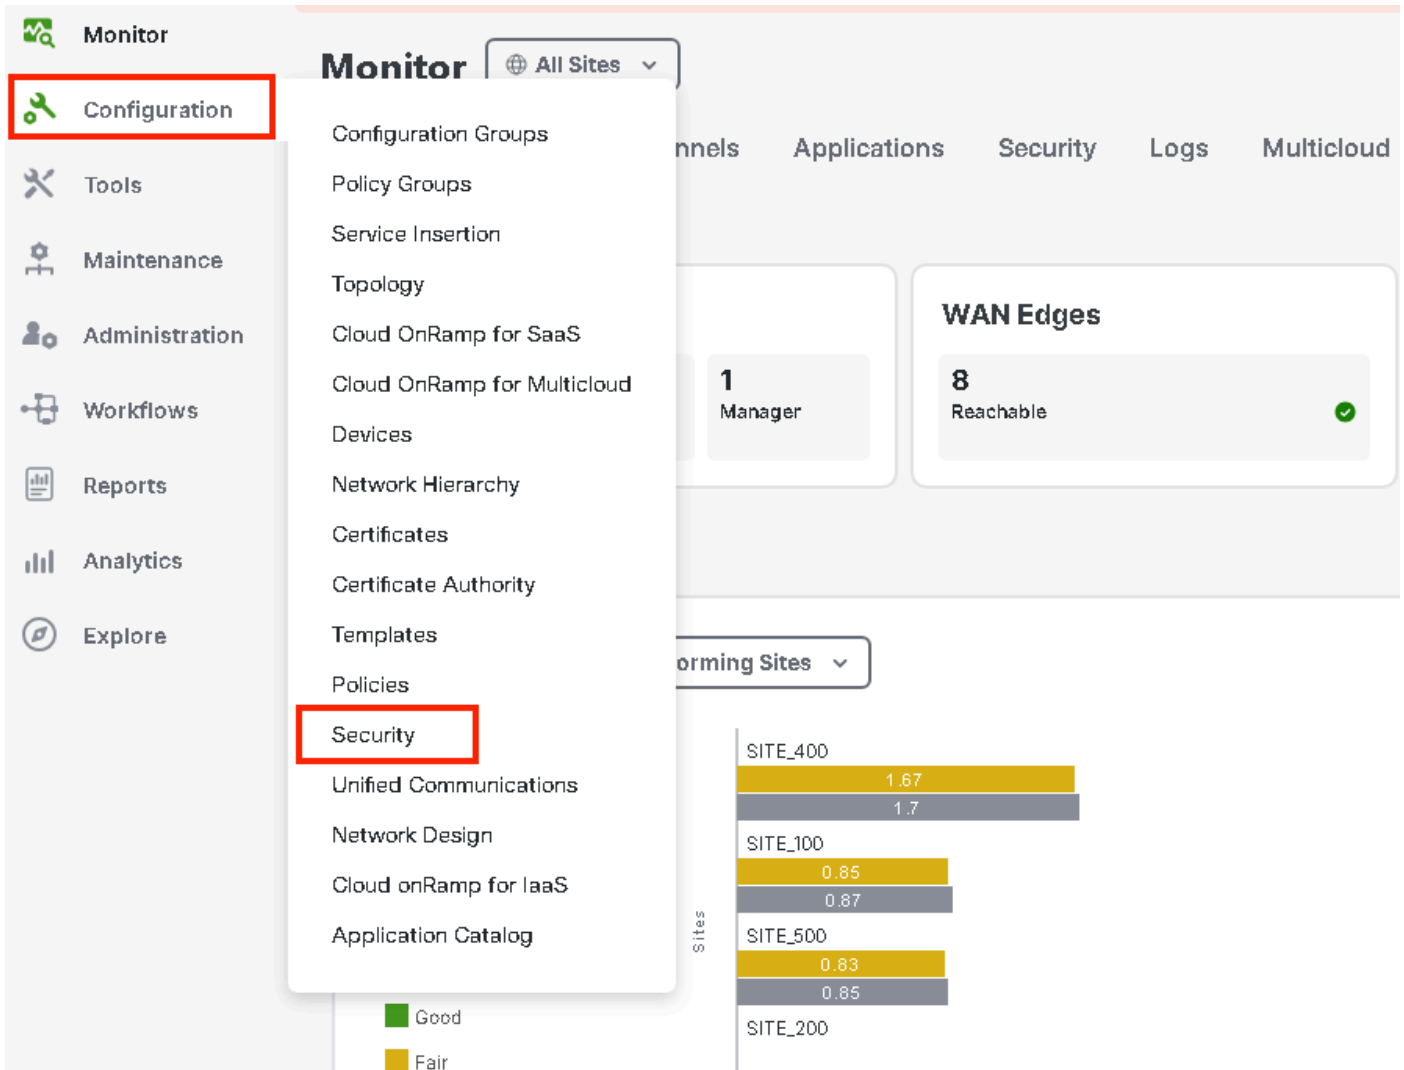 Monitor
Configuration
Tools
Maintenance
Administration
Workflows
Reports
Analytics
Explore
Monitor
All Sites
Configuration Groups
Policy Groups
Service Insertion
Topology
Cloud OnRamp for SaaS
Cloud OnRamp for Multicloud
Devices
Network Hierarchy
Certificates
Certificate Authority
Templates
Policies
Security
Unified Communications
Network Design
Cloud onRamp for IaaS
Application Catalog
nnels Applications Security Logs Multicloud
1
Manager
WAN Edges
8
Reachable
orming Sites
Sites
SITE_400
1.67
1.7
SITE_100
0.85
0.87
SITE_500
0.83
0.85
SITE_200
Good
Fair